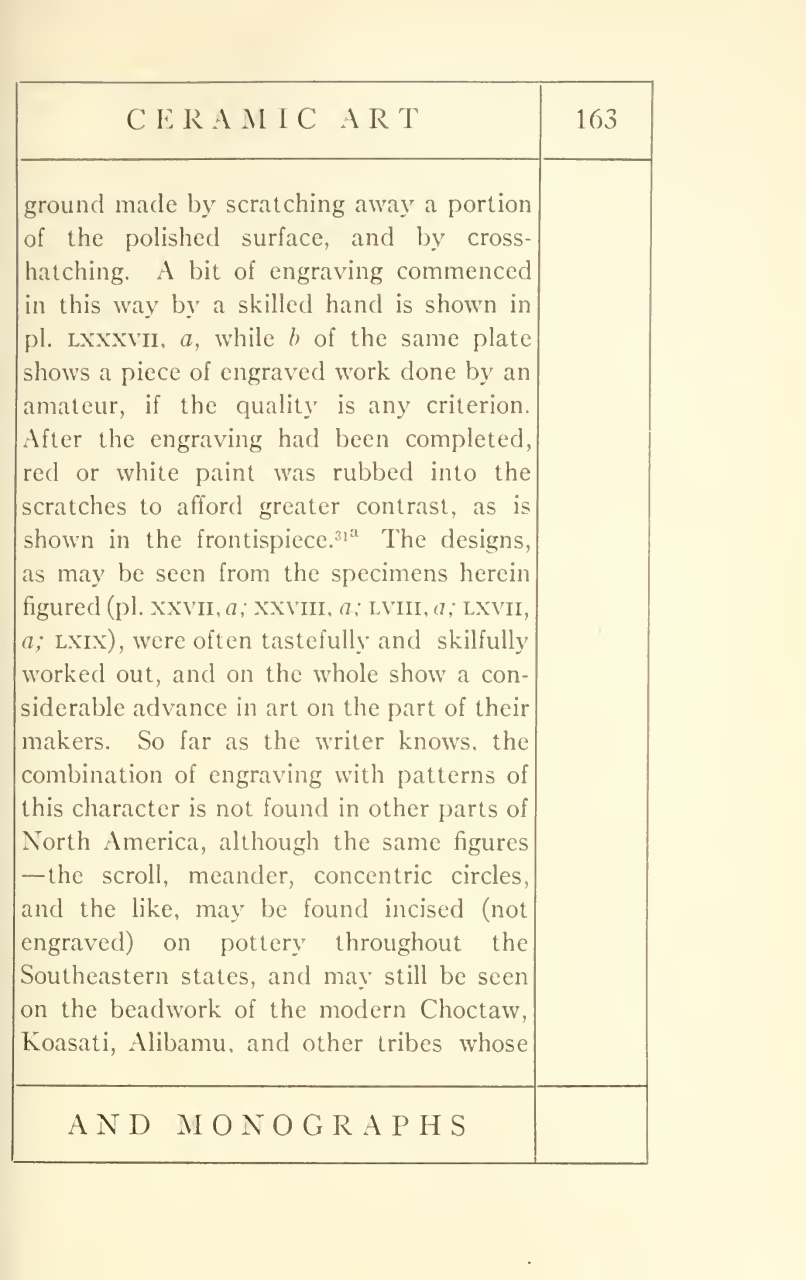 CERAMIC ART
163
ground made by scratching away a portion
of the polished surface, and by cross-
hatching. A bit of engraving commenced
in this way by a skilled hand is shown in
pl. LXXXVII, a, while b of the same plate
shows a piece of engraved work done by an
amateur, if the quality is any criterion.
After the engraving had been completed,
red or white paint was rubbed into the
scratches to afford greater contrast, as is
shown in the frontispiece.³¹ᵃ The designs,
as may be seen from the specimens herein
figured (pl. XXVII, a; XXVIII, a; LVIII, a; LXVII,
a; LXIX), were often tastefully and skilfully
worked out, and on the whole show a con-
siderable advance in art on the part of their
makers. So far as the writer knows, the
combination of engraving with patterns of
this character is not found in other parts of
North America, although the same figures
—the scroll, meander, concentric circles,
and the like, may be found incised (not
engraved) on pottery throughout the
Southeastern states, and may still be seen
on the beadwork of the modern Choctaw,
Koasati, Alibamu, and other tribes whose
AND MONOGRAPHS